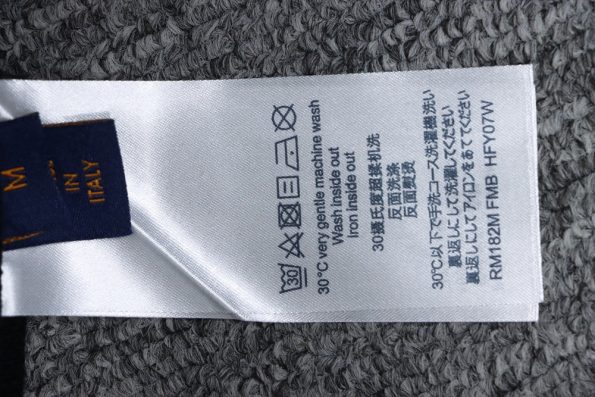 M
IN
ITALY
30
30°C very gentle machine wash
Wash inside out
Iron inside out
30摄氏度超柔机洗
反面洗涤
反面熨烫
30℃以下で手洗コース洗濯機洗い
裏返しにして洗濯してください
裏返しにしてアイロンをあててください
RM182M FMB HFY07W